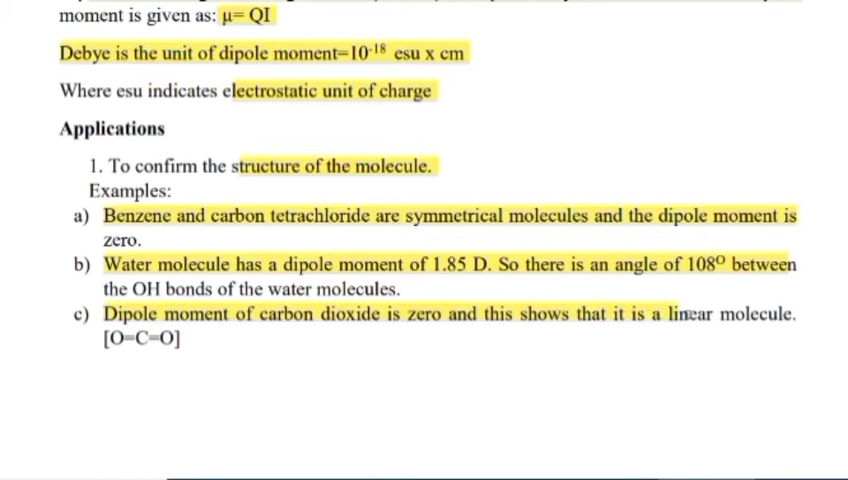 moment is given as: μ= QI
Debye is the unit of dipole moment=10⁻¹⁸ esu x cm
Where esu indicates electrostatic unit of charge
Applications
1. To confirm the structure of the molecule.
Examples:
a) Benzene and carbon tetrachloride are symmetrical molecules and the dipole moment is
zero.
b) Water molecule has a dipole moment of 1.85 D. So there is an angle of 108ᴼ between
the OH bonds of the water molecules.
c) Dipole moment of carbon dioxide is zero and this shows that it is a linear molecule.
[O=C=O]